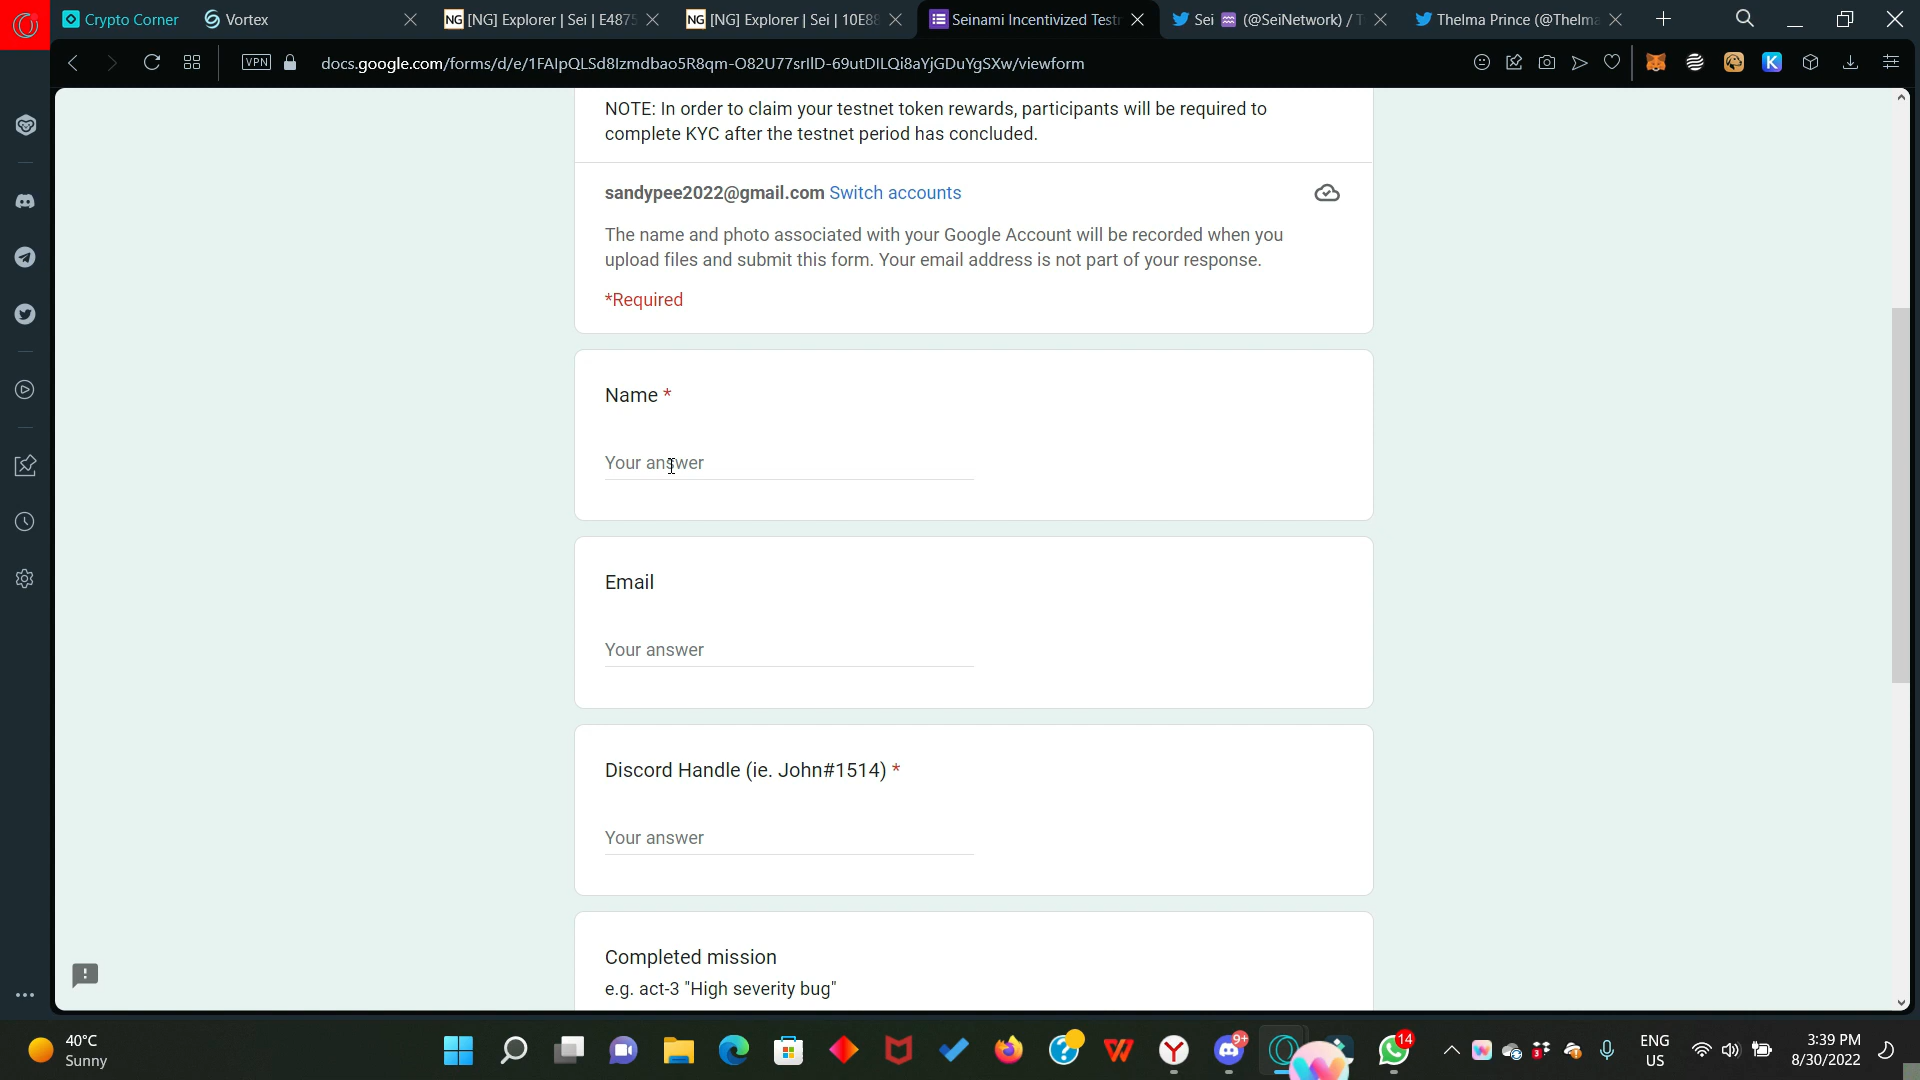 Crypto Corner
Vortex
[NG] Explorer | Sei | E4875
[NG] Explorer | Sei | 10E88
Seinami Incentivized Testn
Sei (@SeiNetwork) / T
Thelma Prince (@Thelma
VPN
docs.google.com/forms/d/e/1FAIpQLSd8Izmdbao5R8qm-O82U77srIlD-69utDILQi8aYjGDuYgSXw/viewform
NOTE: In order to claim your testnet token rewards, participants will be required to
complete KYC after the testnet period has concluded.
sandypee2022@gmail.com Switch accounts
The name and photo associated with your Google Account will be recorded when you
upload files and submit this form. Your email address is not part of your response.
*Required
Name *
Your answer
Email
Your answer
Discord Handle (ie. John#1514) *
Your answer
Completed mission
e.g. act-3 "High severity bug"
40°C
Sunny
9+
14
3
ENG
US
3:39 PM
8/30/2022